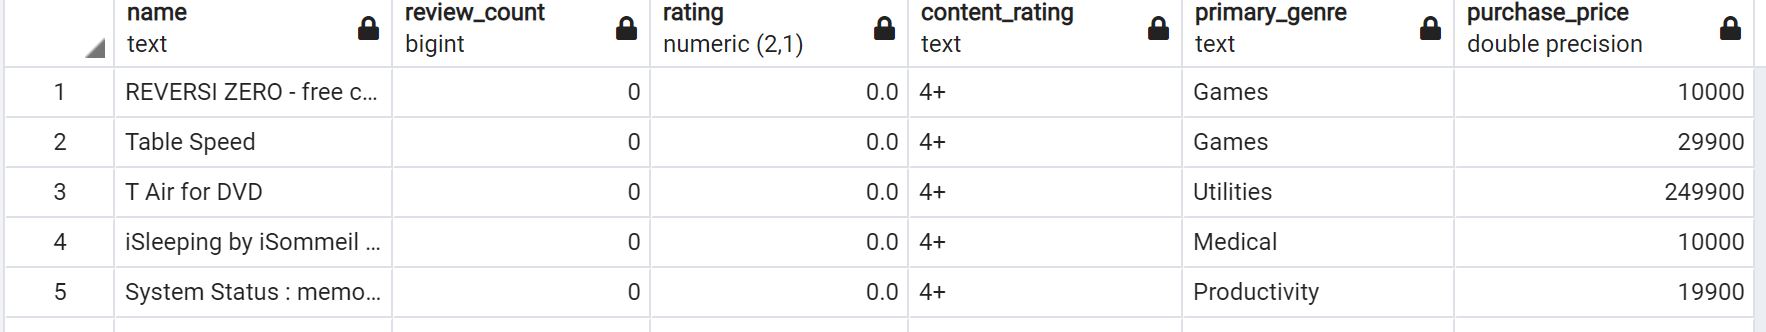 name review_count rating content_rating primary_genre purchase_price
text bigint numeric (2,1) text text double precision
1 REVERSI ZERO - free c... 0 0.0 4+ Games 10000
2 Table Speed 0 0.0 4+ Games 29900
3 T Air for DVD 0 0.0 4+ Utilities 249900
4 iSleeping by iSommeil ... 0 0.0 4+ Medical 10000
5 System Status : memo... 0 0.0 4+ Productivity 19900